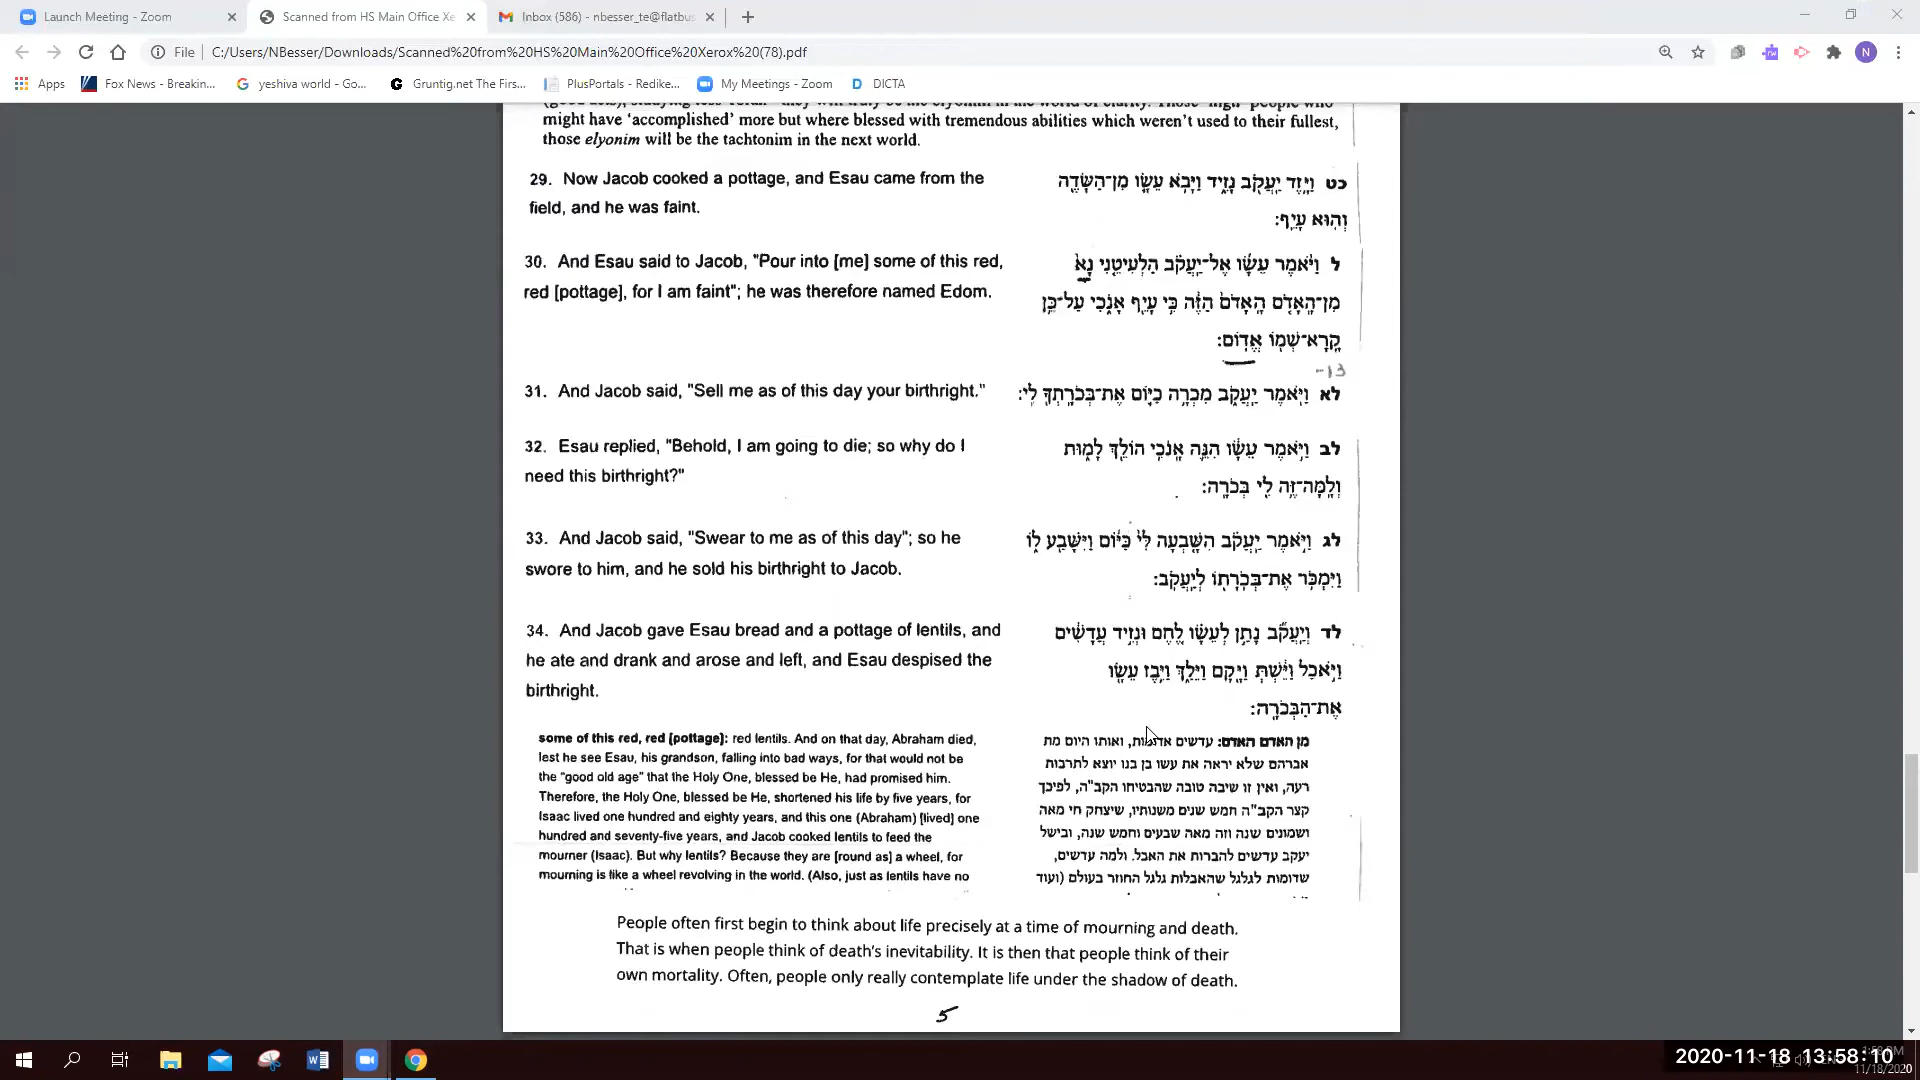 Launch Meeting - Zoom
Scanned from HS Main Office Xe
Inbox (586) - nbesser_te@flatbus
File
C:/Users/NBesser/Downloads/Scanned%20from%20HS%20Main%20Office%20Xerox%20(78).pdf
N
Apps
Fox News - Breakin...
yeshiva world - Go...
Gruntig.net The Firs...
PlusPortals - Redike...
My Meetings - Zoom
DICTA
might have 'accomplished' more but where blessed with tremendous abilities which weren't used to their fullest,
those elyonim will be the tachtonim in the next world.
29. Now Jacob cooked a pottage, and Esau came from the
field, and he was faint.
כט וַיָּ֥זֶד יַעֲקֹ֖ב נָזִ֑יד וַיָּבֹ֥א עֵשָׂ֛ו מִן־הַשָּׂדֶ֖ה
וְה֥וּא עָיֵֽף:
30. And Esau said to Jacob, "Pour into [me] some of this red,
red [pottage], for I am faint"; he was therefore named Edom.
ל וַיֹּ֨אמֶר עֵשָׂ֜ו אֶל־יַעֲקֹ֗ב הַלְעִיטֵ֤נִי נָא֙
מִן־הָאָדֹ֤ם הָאָדֹם֙ הַזֶּ֔ה כִּ֥י עָיֵ֖ף אָנֹ֑כִי עַל־כֵּ֥ן
קָרָא־שְׁמ֖וֹ אֱדֽוֹם:
-13
31. And Jacob said, "Sell me as of this day your birthright."
לא וַיֹּ֖אמֶר יַעֲקֹ֑ב מִכְרָ֥ה כַיּ֛וֹם אֶת־בְּכֹרָתְךָ֖ לִֽי:
32. Esau replied, "Behold, I am going to die; so why do I
need this birthright?"
לב וַיֹּ֣אמֶר עֵשָׂ֔ו הִנֵּ֛ה אָנֹכִ֥י הוֹלֵ֖ךְ לָמ֑וּת
וְלָמָּה־זֶּ֥ה לִ֖י בְּכֹרָֽה:
33. And Jacob said, "Swear to me as of this day"; so he
swore to him, and he sold his birthright to Jacob.
לג וַיֹּ֣אמֶר יַעֲקֹ֗ב הִשָּׁ֤בְעָה לִּי֙ כַּיּ֔וֹם וַיִּשָּׁבַ֖ע ל֑וֹ
וַיִּמְכֹּ֥ר אֶת־בְּכֹרָת֖וֹ לְיַעֲקֹֽב:
34. And Jacob gave Esau bread and a pottage of lentils, and
he ate and drank and arose and left, and Esau despised the
birthright.
לד וְיַעֲקֹ֞ב נָתַ֣ן לְעֵשָׂ֗ו לֶ֚חֶם וּנְזִ֣יד עֲדָשִׁ֔ים
וַיֹּ֣אכַל וַיֵּ֔שְׁתְּ וַיָּ֖קָם וַיֵּלַ֑ךְ וַיִּ֥בֶז עֵשָׂ֖ו
אֶת־הַבְּכֹרָֽה:
some of this red, red [pottage]: red lentils. And on that day, Abraham died,
lest he see Esau, his grandson, falling into bad ways, for that would not be
the "good old age" that the Holy One, blessed be He, had promised him.
Therefore, the Holy One, blessed be He, shortened his life by five years, for
Isaac lived one hundred and eighty years, and this one (Abraham) [lived] one
hundred and seventy-five years, and Jacob cooked lentils to feed the
mourner (Isaac). But why lentils? Because they are [round as] a wheel, for
mourning is like a wheel revolving in the world. (Also, just as lentils have no
מן האדם האדם: עדשים אדומות, ואותו היום מת
אברהם שלא יראה את עשו בן בנו יוצא לתרבות
רעה, ואין זו שיבה טובה שהבטיחו הקב"ה, לפיכך
קצר הקב"ה חמש שנים משנותיו, שיצחק חי מאה
ושמונים שנה וזה מאה שבעים וחמש שנה, ובישל
יעקב עדשים להברות את האבל. ולמה עדשים,
שדומות לגלגל שהאבלות גלגל החוזר בעולם (ועוד
People often first begin to think about life precisely at a time of mourning and death.
That is when people think of death's inevitability. It is then that people think of their
own mortality. Often, people only really contemplate life under the shadow of death.
5
2020-11-18 13:58:10
11/18/2020